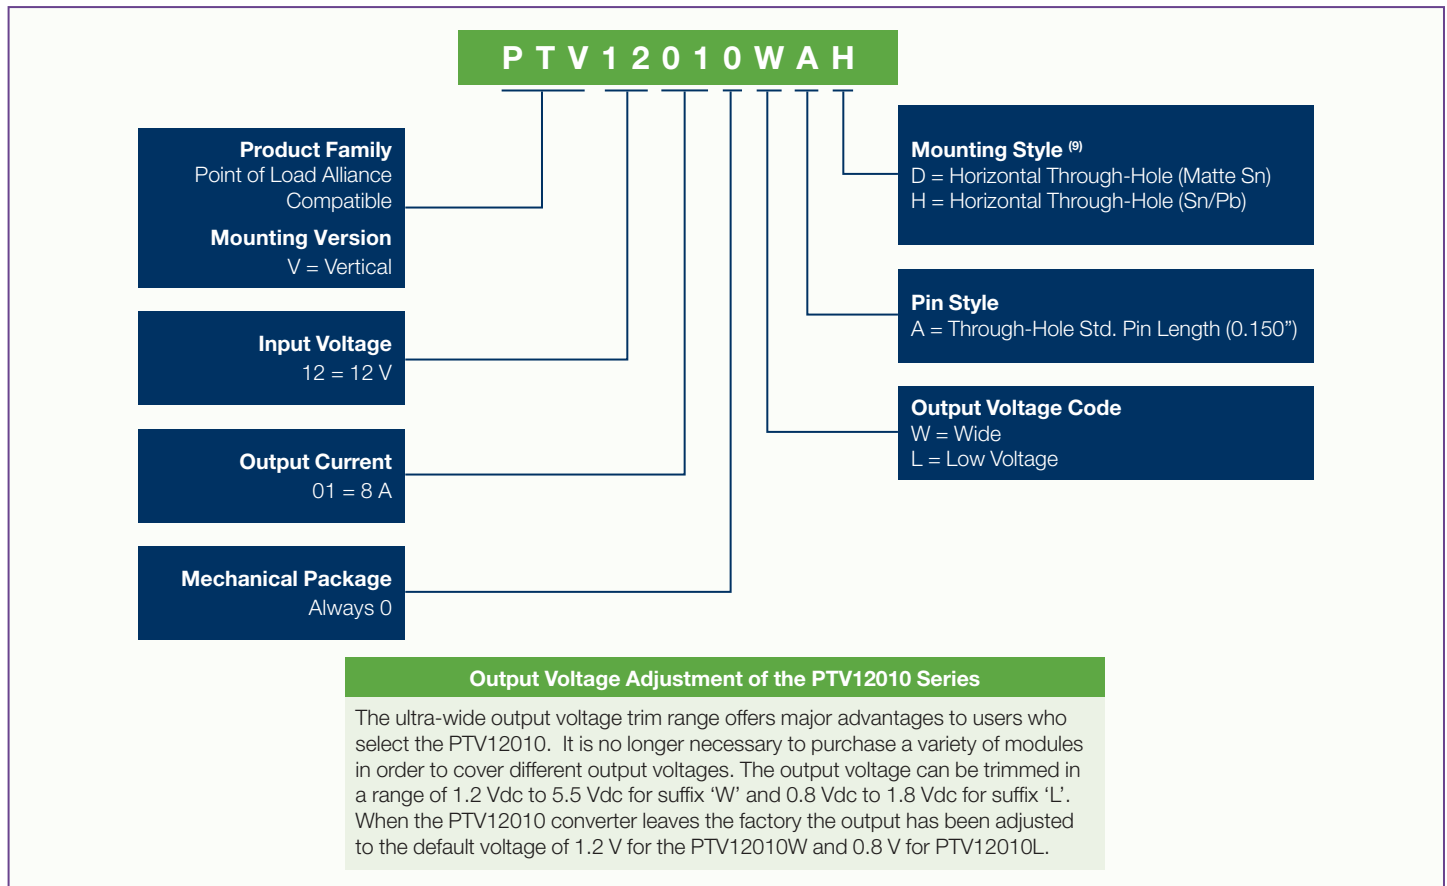 PTV12010WAH
Product Family
Point of Load Alliance
Compatible
Mounting Version
V = Vertical
Input Voltage
12 = 12 V
Output Current
01 = 8 A
Mechanical Package
Always 0
Mounting Style (9)
D = Horizontal Through-Hole (Matte Sn)
H = Horizontal Through-Hole (Sn/Pb)
Pin Style
A = Through-Hole Std. Pin Length (0.150”)
Output Voltage Code
W = Wide
L = Low Voltage
Output Voltage Adjustment of the PTV12010 Series
The ultra-wide output voltage trim range offers major advantages to users who
select the PTV12010.  It is no longer necessary to purchase a variety of modules
in order to cover different output voltages. The output voltage can be trimmed in
a range of 1.2 Vdc to 5.5 Vdc for suffix ‘W’ and 0.8 Vdc to 1.8 Vdc for suffix ‘L’.
When the PTV12010 converter leaves the factory the output has been adjusted
to the default voltage of 1.2 V for the PTV12010W and 0.8 V for PTV12010L.